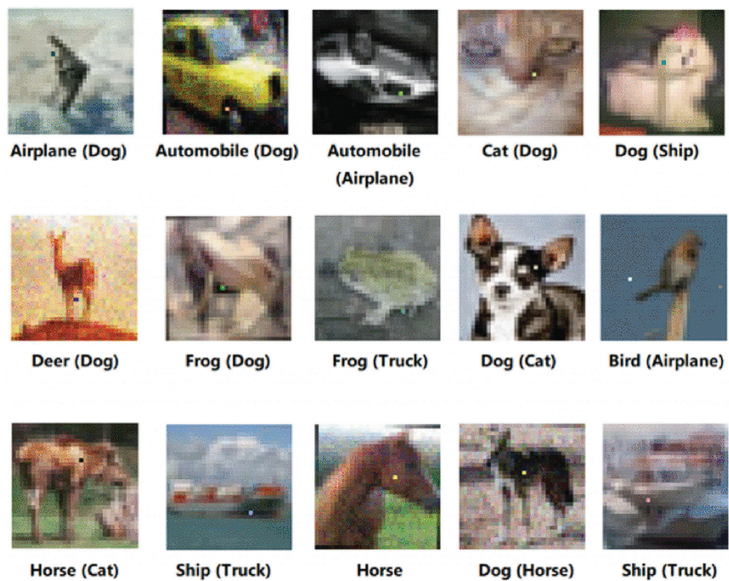 Airplane (Dog)
Automobile (Dog)
Automobile
(Airplane)
Cat (Dog)
Dog (Ship)
Deer (Dog)
Frog (Dog)
Frog (Truck)
Dog (Cat)
Bird (Airplane)
Horse (Cat)
Ship (Truck)
Horse
Dog (Horse)
Ship (Truck)